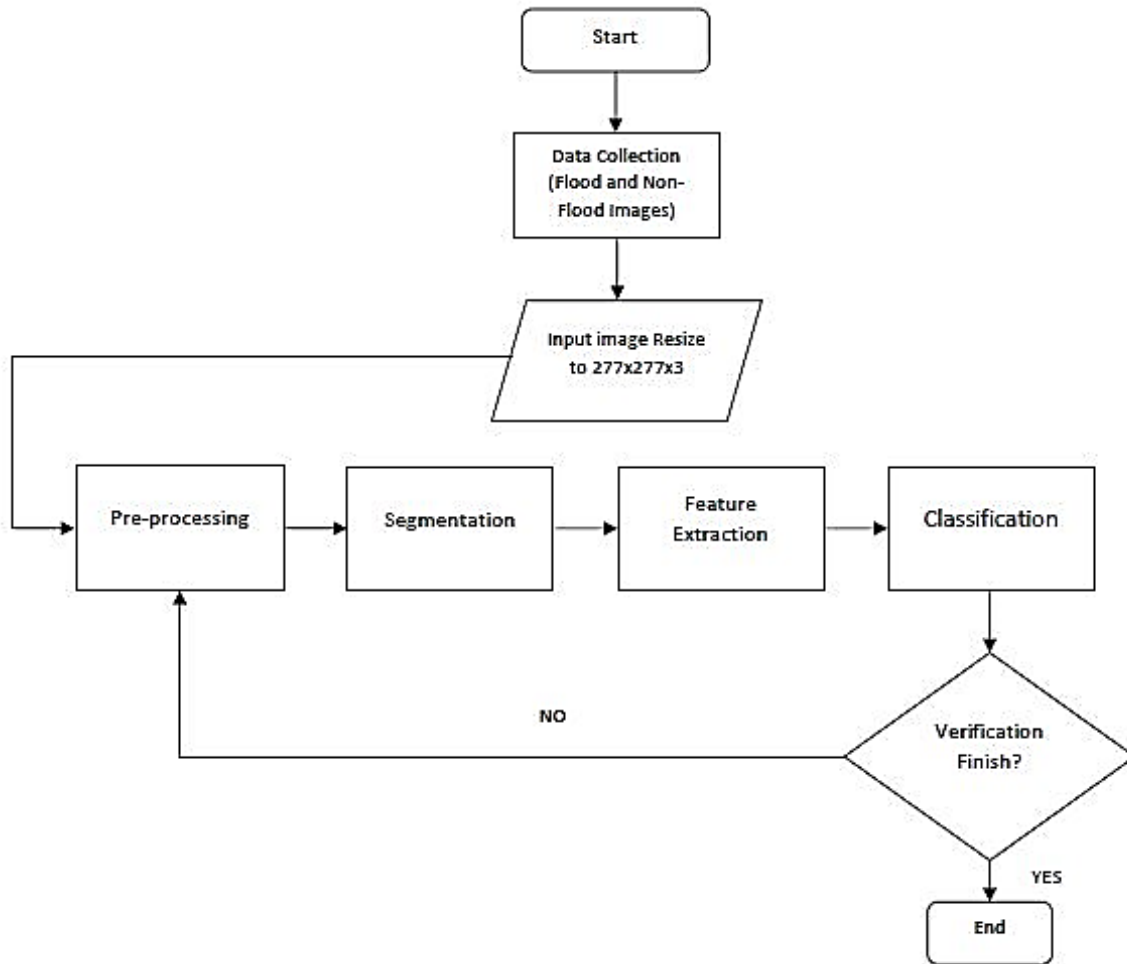 Start
Data Collection
(Flood and Non-
Flood Images)
Input image Resize
to 277x277x3
Pre-processing
Segmentation
Feature
Extraction
Classification
NO
Verification
Finish?
YES
End